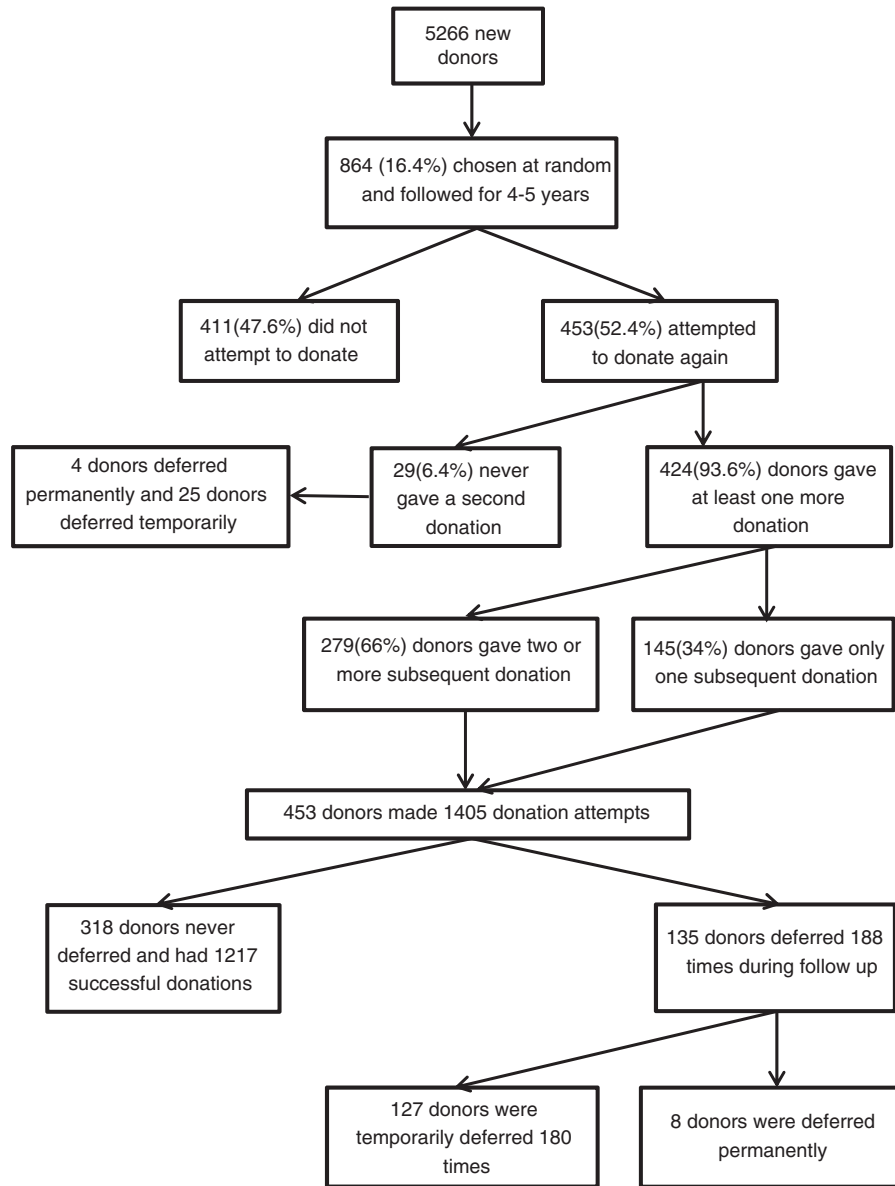 5266 new
donors
864 (16.4%) chosen at random
and followed for 4-5 years
411(47.6%) did not
attempt to donate
453(52.4%) attempted
to donate again
4 donors deferred
permanently and 25 donors
deferred temporarily
29(6.4%) never
gave a second
donation
424(93.6%) donors gave
at least one more
donation
279(66%) donors gave two or
more subsequent donation
145(34%) donors gave only
one subsequent donation
453 donors made 1405 donation attempts
318 donors never
deferred and had 1217
successful donations
135 donors deferred 188
times during follow up
127 donors were
temporarily deferred 180
times
8 donors were deferred
permanently